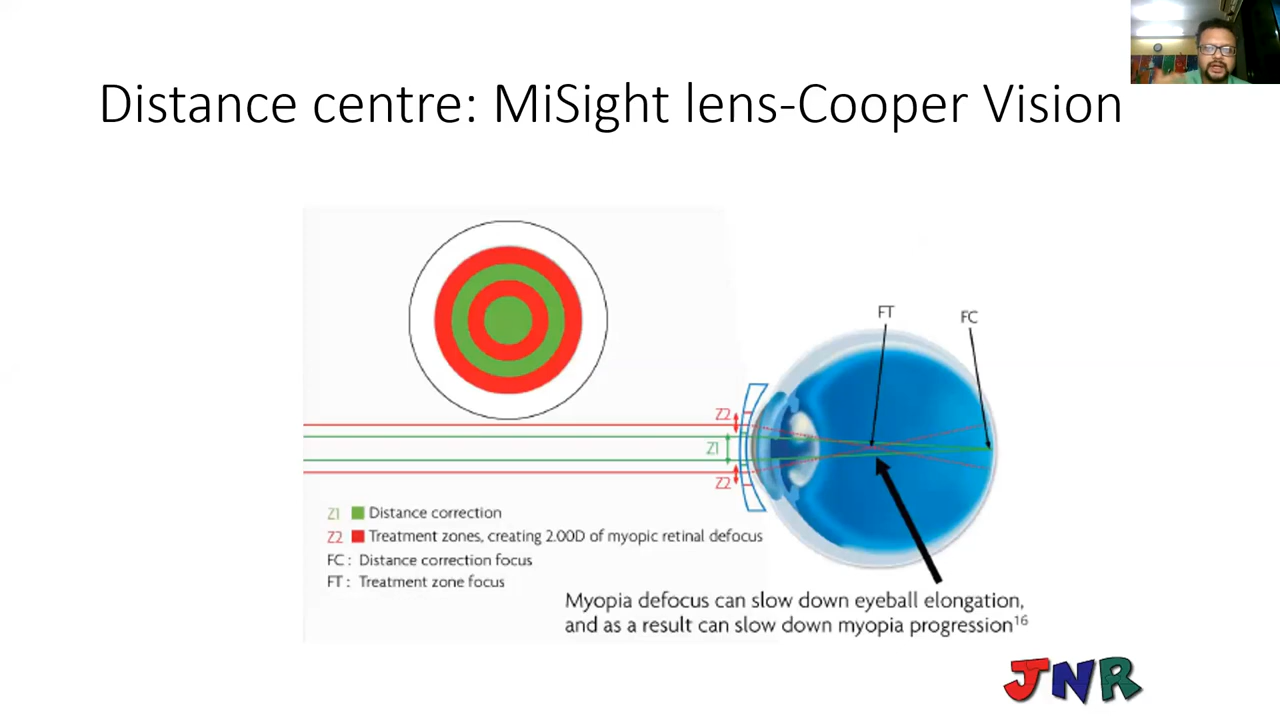 Distance centre: MiSight lens-Cooper Vision
FT
FC
Z2
Z1
Z2
Z1 Distance correction
Z2 Treatment zones, creating 2.00D of myopic retinal defocus
FC : Distance correction focus
FT : Treatment zone focus
Myopia defocus can slow down eyeball elongation,
and as a result can slow down myopia progression16
JNR